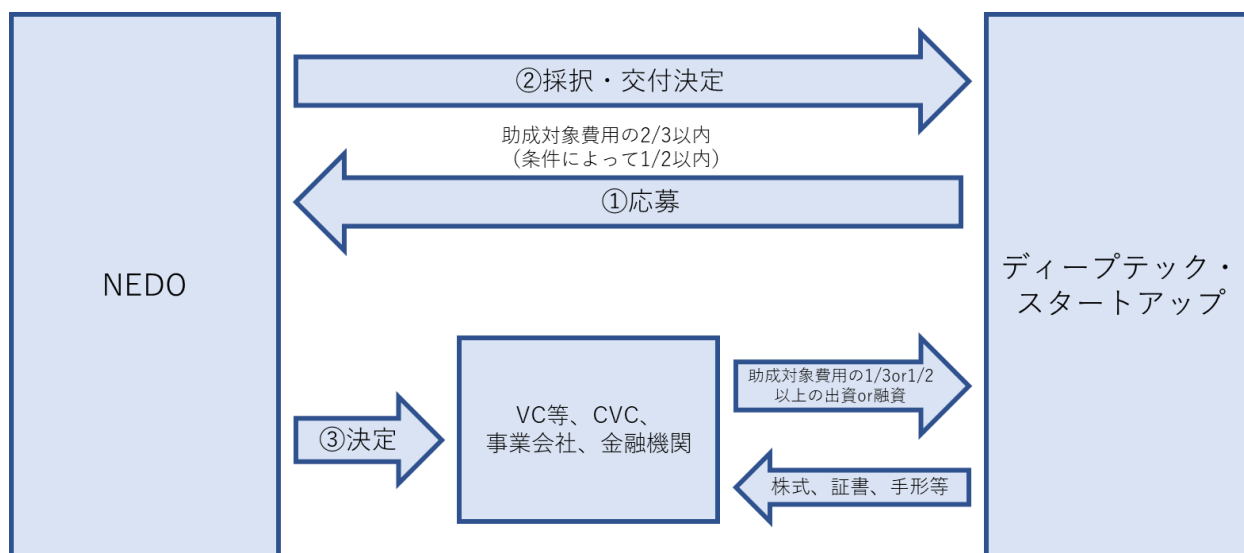 ②採択・交付決定
助成対象費用の2/3以内
（条件によって1/2以内）
①応募
NEDO
ディープテック・
スタートアップ
VC等、CVC、
事業会社、金融機関
③決定
助成対象費用の1/3or1/2
以上の出資or融資
株式、証書、手形等